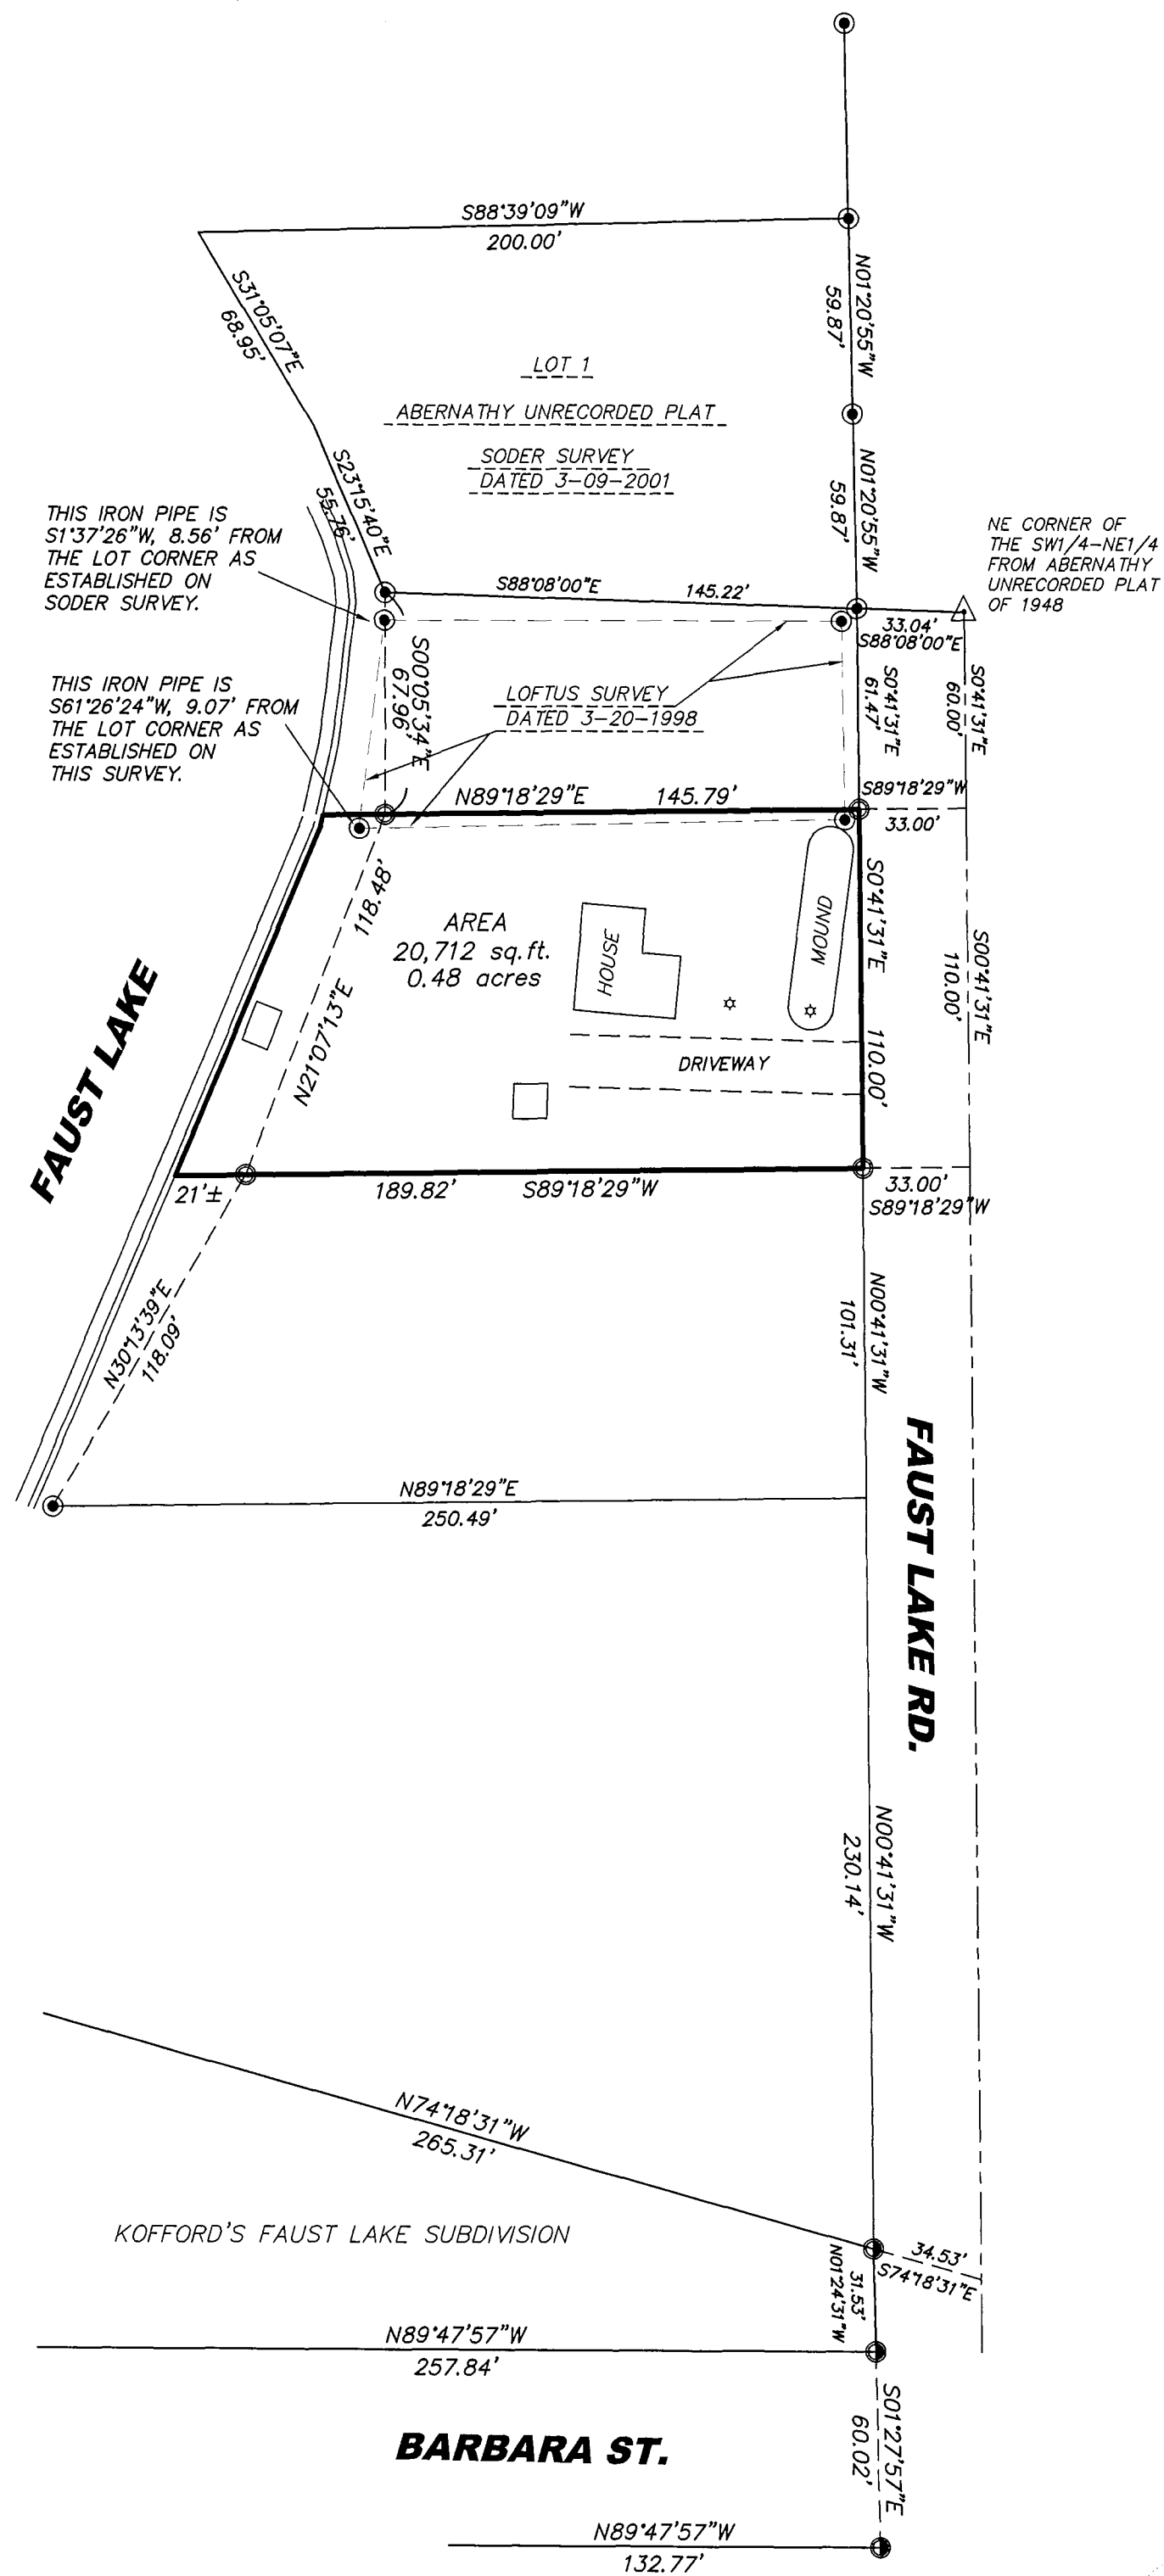 S88°39'09"W
200.00'
S31°05'07"E
68.95'
N01°20'55"W
59.87'
LOT 1
ABERNATHY UNRECORDED PLAT
SODER SURVEY
DATED 3-09-2001
S23°15'40"E
55.76'
N01°20'55"W
59.87'
THIS IRON PIPE IS
S1°37'26"W, 8.56' FROM
THE LOT CORNER AS
ESTABLISHED ON
SODER SURVEY.
NE CORNER OF
THE SW1/4-NE1/4
FROM ABERNATHY
UNRECORDED PLAT
OF 1948
S88°08'00"E 145.22'
33.04'
S88°08'00"E
THIS IRON PIPE IS
S61°26'24"W, 9.07' FROM
THE LOT CORNER AS
ESTABLISHED ON
THIS SURVEY.
S00°05'34"E
67.96'
LOFTUS SURVEY
DATED 3-20-1998
S0°41'31"E
61.47'
S0°41'31"E
60.00'
N89°18'29"E 145.79'
S89°18'29"W
33.00'
118.48'
N21°07'13"E
AREA
20,712 sq.ft.
0.48 acres
HOUSE
MOUND
S0°41'31"E 110.00'
S00°41'31"E
110.00'
DRIVEWAY
FAUST LAKE
21'±
189.82' S89°18'29"W
33.00'
S89°18'29"W
N30°13'39"E
118.09'
N00°41'31"W
101.31'
FAUST LAKE RD.
N89°18'29"E
250.49'
N00°41'31"W
230.14'
N74°18'31"W
265.31'
KOFFORD'S FAUST LAKE SUBDIVISION
34.53'
S74°18'31"E
31.53'
N01°24'31"W
N89°47'57"W
257.84'
S01°27'57"E
60.02'
BARBARA ST.
N89°47'57"W
132.77'